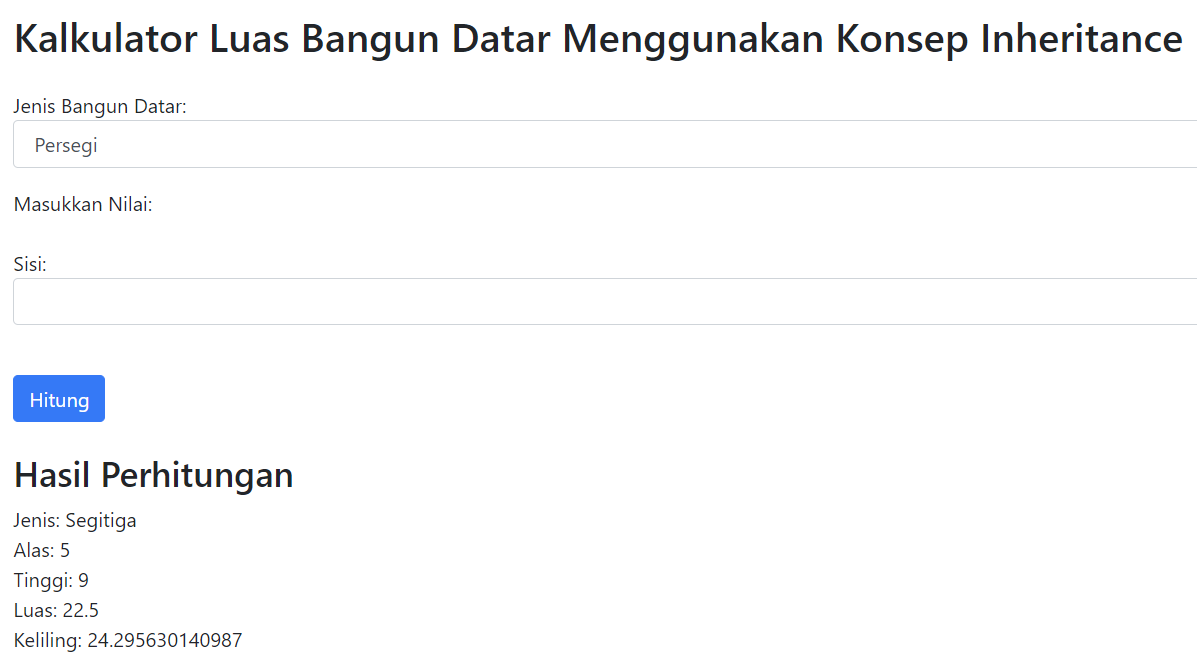 Kalkulator Luas Bangun Datar Menggunakan Konsep Inheritance
Jenis Bangun Datar:
Persegi
Masukkan Nilai:
Sisi:
Hitung
Hasil Perhitungan
Jenis: Segitiga
Alas: 5
Tinggi: 9
Luas: 22.5
Keliling: 24.295630140987